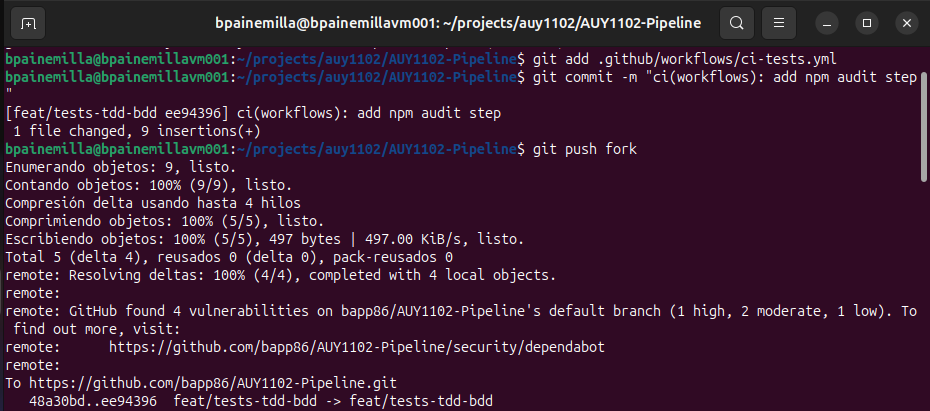 bpainemilla@bpainemillavm001: ~/projects/auy1102/AUY1102-Pipeline
bpainemilla@bpainemillavm001:~/projects/auy1102/AUY1102-Pipeline$ git add .github/workflows/ci-tests.yml
bpainemilla@bpainemillavm001:~/projects/auy1102/AUY1102-Pipeline$ git commit -m "ci(workflows): add npm audit step
"
[feat/tests-tdd-bdd ee94396] ci(workflows): add npm audit step
 1 file changed, 9 insertions(+)
bpainemilla@bpainemillavm001:~/projects/auy1102/AUY1102-Pipeline$ git push fork
Enumerando objetos: 9, listo.
Contando objetos: 100% (9/9), listo.
Compresión delta usando hasta 4 hilos
Comprimiendo objetos: 100% (5/5), listo.
Escribiendo objetos: 100% (5/5), 497 bytes | 497.00 KiB/s, listo.
Total 5 (delta 4), reusados 0 (delta 0), pack-reusados 0
remote: Resolving deltas: 100% (4/4), completed with 4 local objects.
remote:
remote: GitHub found 4 vulnerabilities on bapp86/AUY1102-Pipeline's default branch (1 high, 2 moderate, 1 low). To
 find out more, visit:
remote:      https://github.com/bapp86/AUY1102-Pipeline/security/dependabot
remote:
To https://github.com/bapp86/AUY1102-Pipeline.git
   48a30bd..ee94396  feat/tests-tdd-bdd -> feat/tests-tdd-bdd